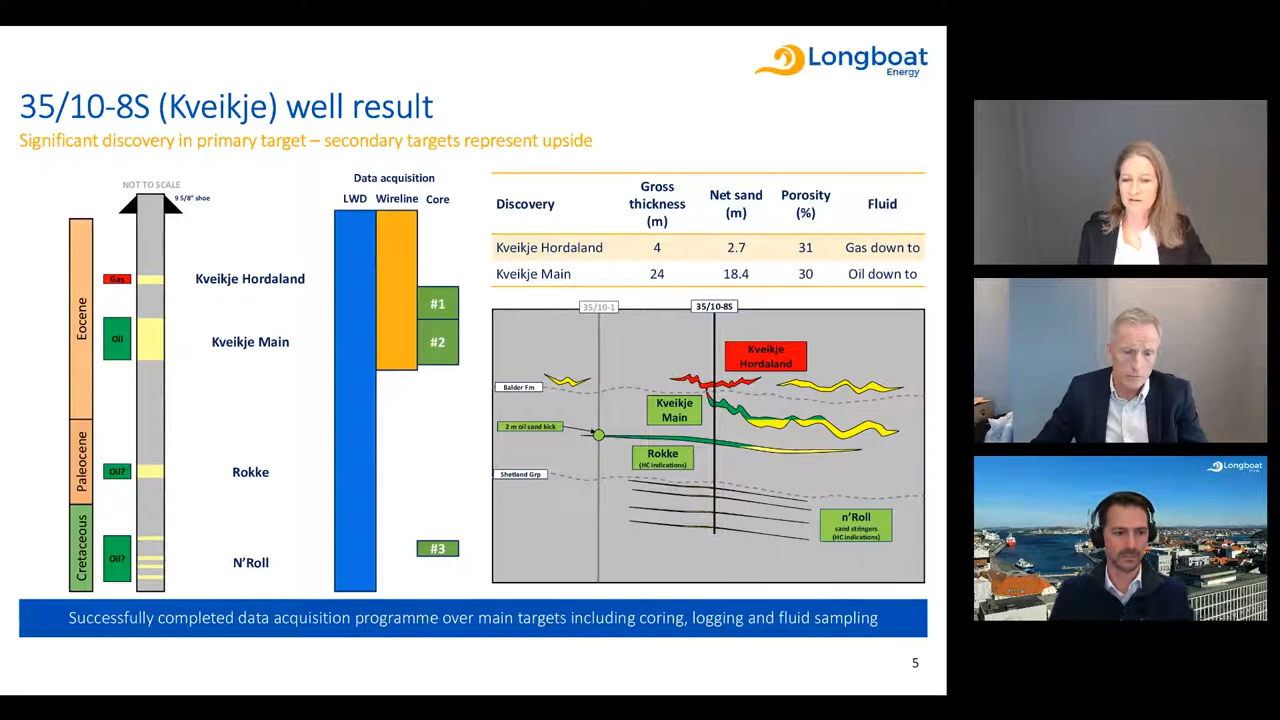 Longboat
Energy
35/10-8S (Kveikje) well result
Significant discovery in primary target – secondary targets represent upside
NOT TO SCALE
9 5/8" shoe
Data acquisition
LWD Wireline Core
Eocene
Paleocene
Cretaceous
Gas
Kveikje Hordaland
Oil
Kveikje Main
Oil?
Rokke
Oil?
N'Roll
#1
#2
#3
Discovery Gross thickness (m) Net sand (m) Porosity (%) Fluid
Kveikje Hordaland 4 2.7 31 Gas down to
Kveikje Main 24 18.4 30 Oil down to
35/10-1
35/10-8S
Kveikje
Hordaland
Balder Fm
Kveikje
Main
2 m oil sand kick
Rokke
(HC indications)
Shetland Grp
n'Roll
sand stringers
(HC indications)
Successfully completed data acquisition programme over main targets including coring, logging and fluid sampling
5
Longboat